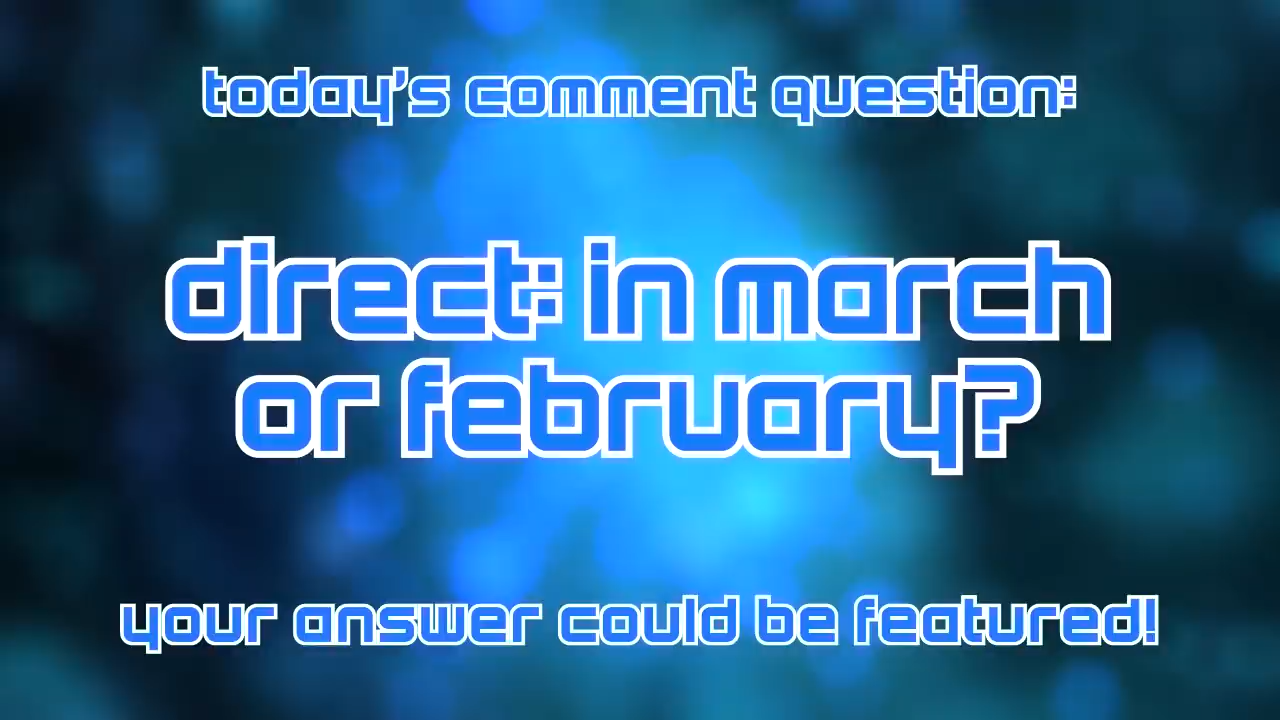 today's comment question:
direct: in march
or february?
your answer could be featured!